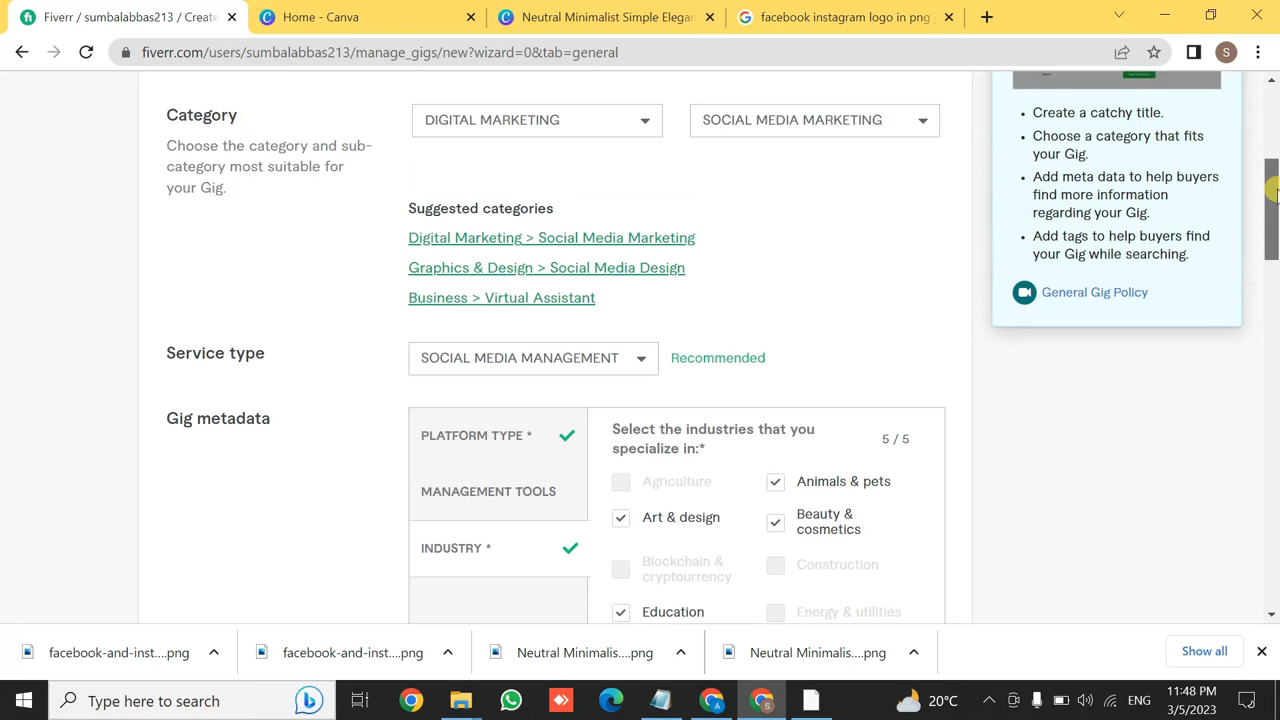 Fiverr / sumbalabbas213 / Create
Home - Canva
Neutral Minimalist Simple Elegan
facebook instagram logo in png
fiverr.com/users/sumbalabbas213/manage_gigs/new?wizard=0&tab=general
S
Category
Choose the category and sub-
category most suitable for
your Gig.
DIGITAL MARKETING
SOCIAL MEDIA MARKETING
Suggested categories
Digital Marketing > Social Media Marketing
Graphics & Design > Social Media Design
Business > Virtual Assistant
Service type
SOCIAL MEDIA MANAGEMENT
Recommended
Gig metadata
PLATFORM TYPE *
MANAGEMENT TOOLS
INDUSTRY *
Select the industries that you
specialize in:*
5 / 5
Agriculture
Animals & pets
Art & design
Beauty &
cosmetics
Blockchain &
cryptocurrency
Construction
Education
Energy & utilities
• Create a catchy title.
• Choose a category that fits
your Gig.
• Add meta data to help buyers
find more information
regarding your Gig.
• Add tags to help buyers find
your Gig while searching.
General Gig Policy
facebook-and-inst....png
facebook-and-inst....png
Neutral Minimalis....png
Neutral Minimalis....png
Show all
Type here to search
20°C
ENG
11:48 PM
3/5/2023